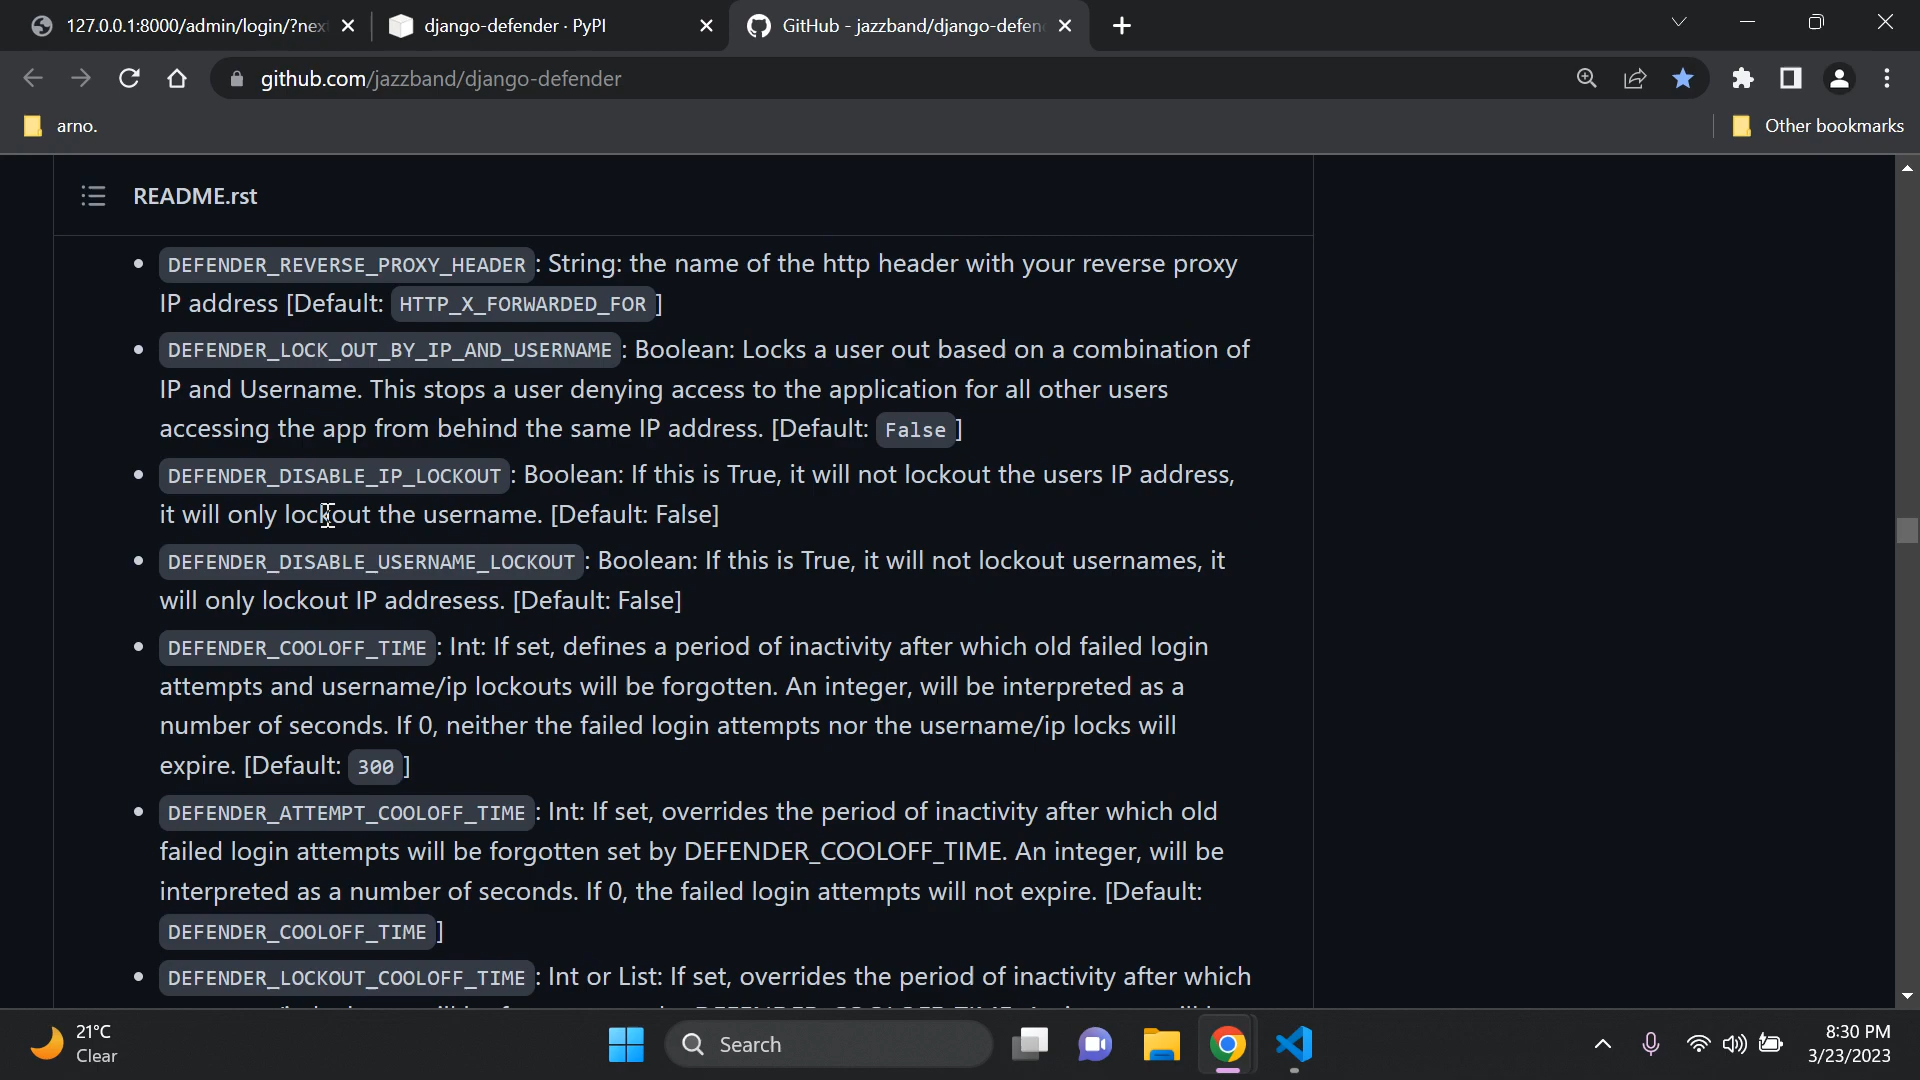 127.0.0.1:8000/admin/login/?nex
django-defender · PyPI
GitHub - jazzband/django-defen
github.com/jazzband/django-defender
arno.
Other bookmarks
README.rst
DEFENDER_REVERSE_PROXY_HEADER : String: the name of the http header with your reverse proxy
IP address [Default: HTTP_X_FORWARDED_FOR ]
DEFENDER_LOCK_OUT_BY_IP_AND_USERNAME : Boolean: Locks a user out based on a combination of
IP and Username. This stops a user denying access to the application for all other users
accessing the app from behind the same IP address. [Default: False ]
DEFENDER_DISABLE_IP_LOCKOUT : Boolean: If this is True, it will not lockout the users IP address,
it will only lockout the username. [Default: False]
DEFENDER_DISABLE_USERNAME_LOCKOUT : Boolean: If this is True, it will not lockout usernames, it
will only lockout IP addresess. [Default: False]
DEFENDER_COOLOFF_TIME : Int: If set, defines a period of inactivity after which old failed login
attempts and username/ip lockouts will be forgotten. An integer, will be interpreted as a
number of seconds. If 0, neither the failed login attempts nor the username/ip locks will
expire. [Default: 300 ]
DEFENDER_ATTEMPT_COOLOFF_TIME : Int: If set, overrides the period of inactivity after which old
failed login attempts will be forgotten set by DEFENDER_COOLOFF_TIME. An integer, will be
interpreted as a number of seconds. If 0, the failed login attempts will not expire. [Default:
DEFENDER_COOLOFF_TIME ]
DEFENDER_LOCKOUT_COOLOFF_TIME : Int or List: If set, overrides the period of inactivity after which
21°C
Clear
Search
8:30 PM
3/23/2023